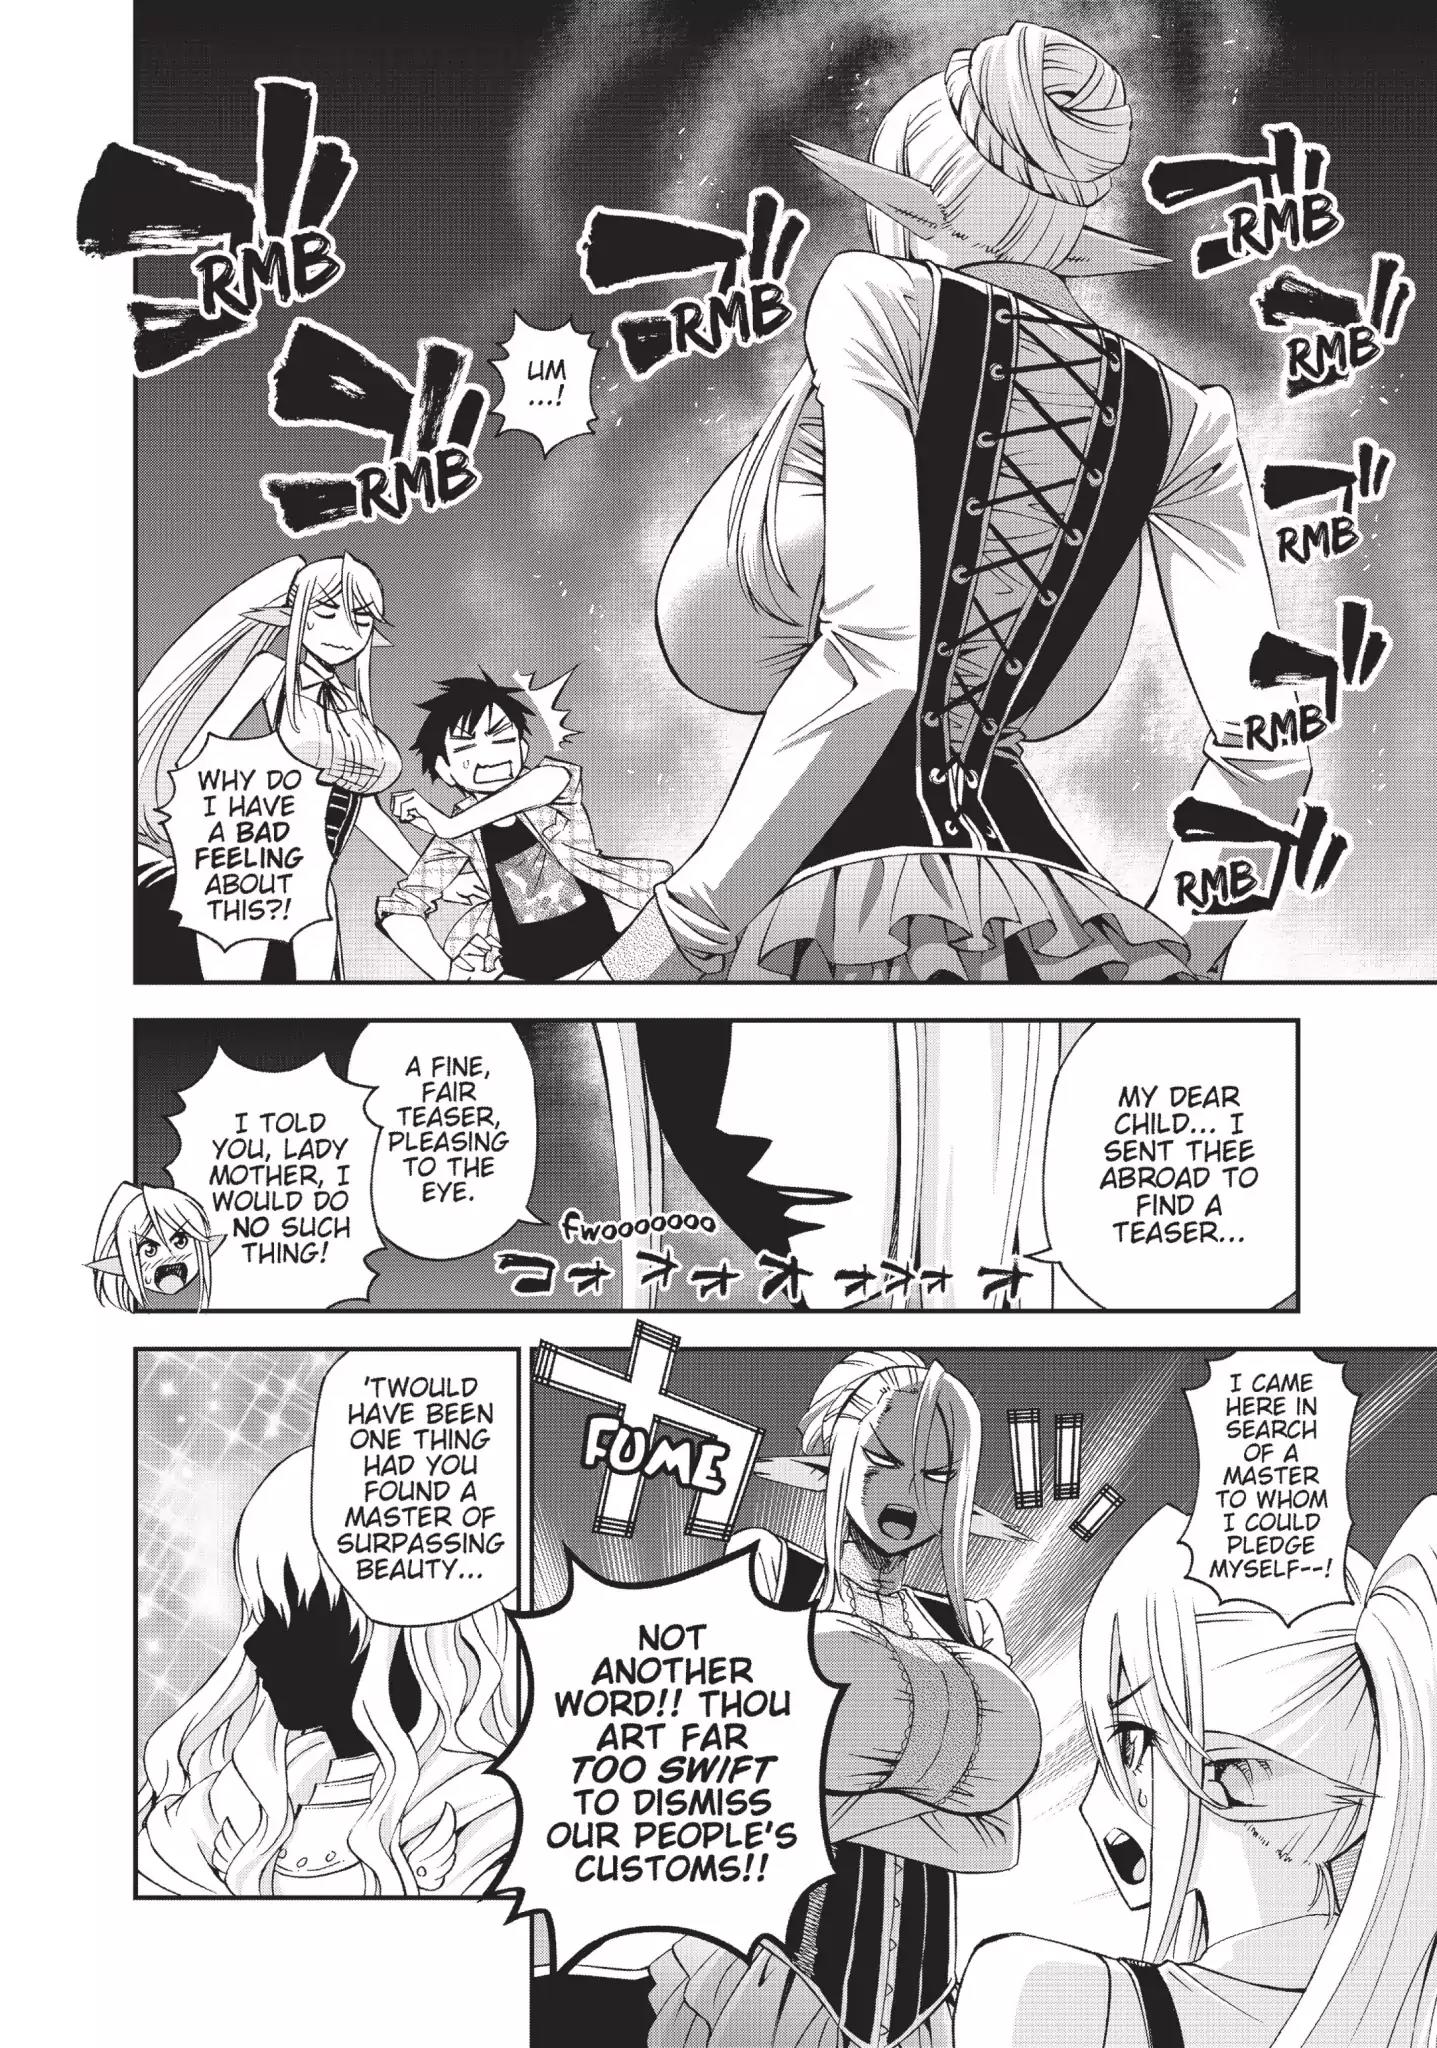 RMB
RMB
RMB
RMB
RMB
RMB
RMB
RMB
UM
...!
WHY DO
I HAVE
A BAD
FEELING
ABOUT
THIS?!
MY DEAR
CHILD... I
SENT THEE
ABROAD TO
FIND A
TEASER...
A FINE,
FAIR
TEASER,
PLEASING
TO THE
EYE.
fwooooooo
I TOLD
YOU, LADY
MOTHER, I
WOULD DO
NO SUCH
THING!
I CAME
HERE IN
SEARCH
OF A
MASTER
TO WHOM
I COULD
PLEDGE
MYSELF--!
FUME
NOT
ANOTHER
WORD!! THOU
ART FAR
TOO SWIFT
TO DISMISS
OUR PEOPLE'S
CUSTOMS!!
'TWOULD
HAVE BEEN
ONE THING
HAD YOU
FOUND A
MASTER OF
SURPASSING
BEAUTY...